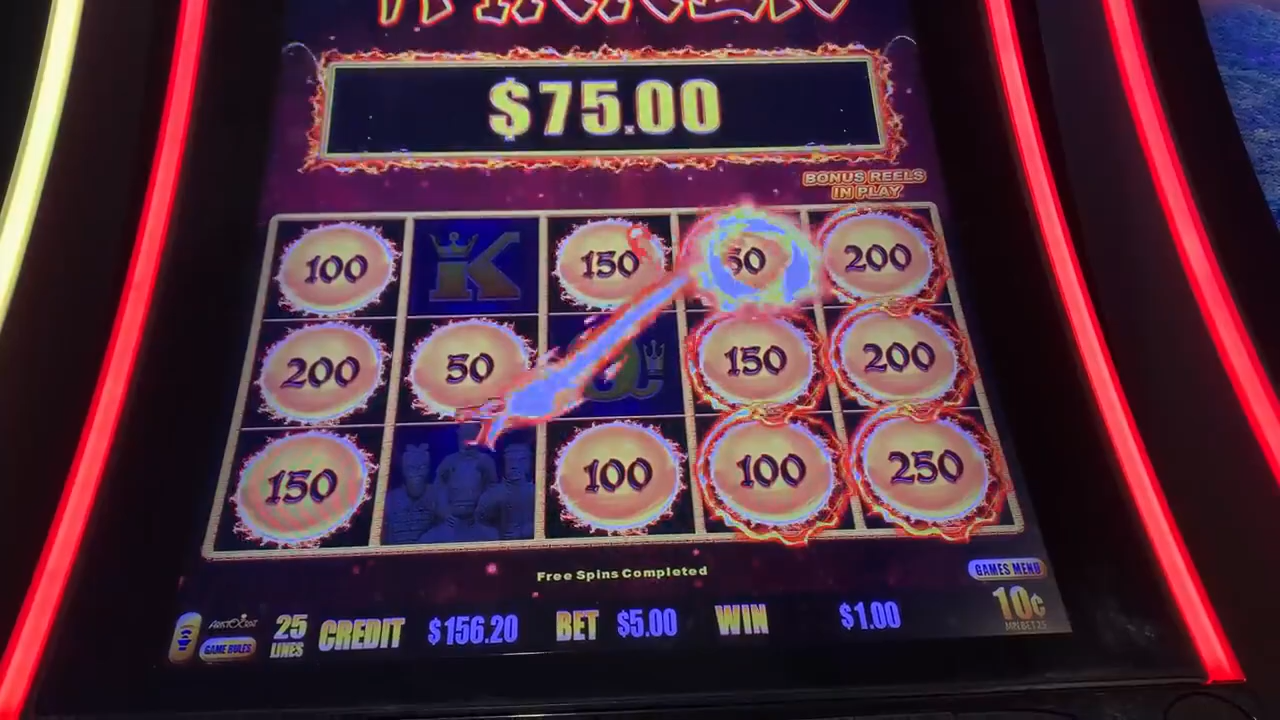 $75.00
BONUS REELS
IN PLAY
100 K 150 50 200
200 50 150 200
150 100 100 250
Free Spins Completed
GAMES MENU
ARISTOCRAT
GAME RULES
25
LINES
CREDIT $156.20 BET $5.00 WIN $1.00
10¢